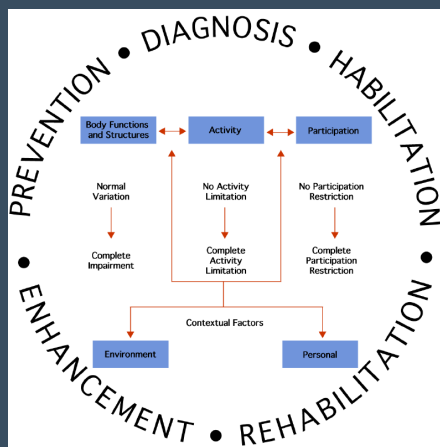 PREVENTION • DIAGNOSIS • HABILITATION • REHABILITATION • ENHANCEMENT •
Body Functions
and Structures
Activity
Participation
Normal
Variation
No Activity
Limitation
No Participation
Restriction
Complete
Impairment
Complete
Activity
Limitation
Complete
Participation
Restriction
Contextual Factors
Environment
Personal